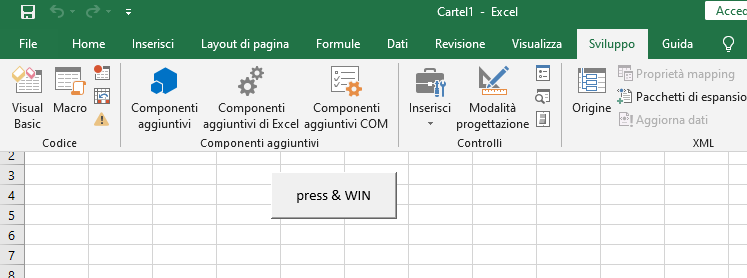 Cartel1 - Excel
Acced
File Home Inserisci Layout di pagina Formule Dati Revisione Visualizza Sviluppo Guida
Visual Basic
Macro
Componenti aggiuntivi
Componenti aggiuntivi di Excel
Componenti aggiuntivi COM
Inserisci
Modalità progettazione
Origine
Proprietà mapping
Pacchetti di espansio
Aggiorna dati
Codice
Componenti aggiuntivi
Controlli
XML
2
3
4
press & WIN
5
6
7
8